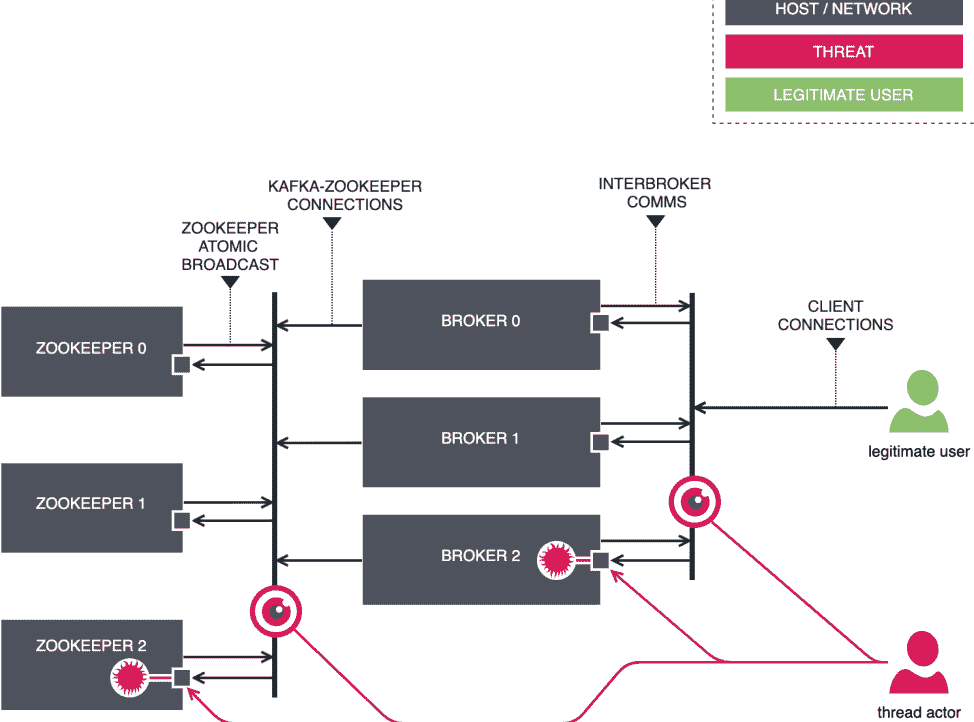 HOST / NETWORK
THREAT
LEGITIMATE USER
KAFKA-ZOOKEEPER
CONNECTIONS
INTERBROKER
COMMS
ZOOKEEPER
ATOMIC
BROADCAST
CLIENT
CONNECTIONS
BROKER 0
ZOOKEEPER 0
BROKER 1
legitimate user
ZOOKEEPER 1
BROKER 2
ZOOKEEPER 2
thread actor